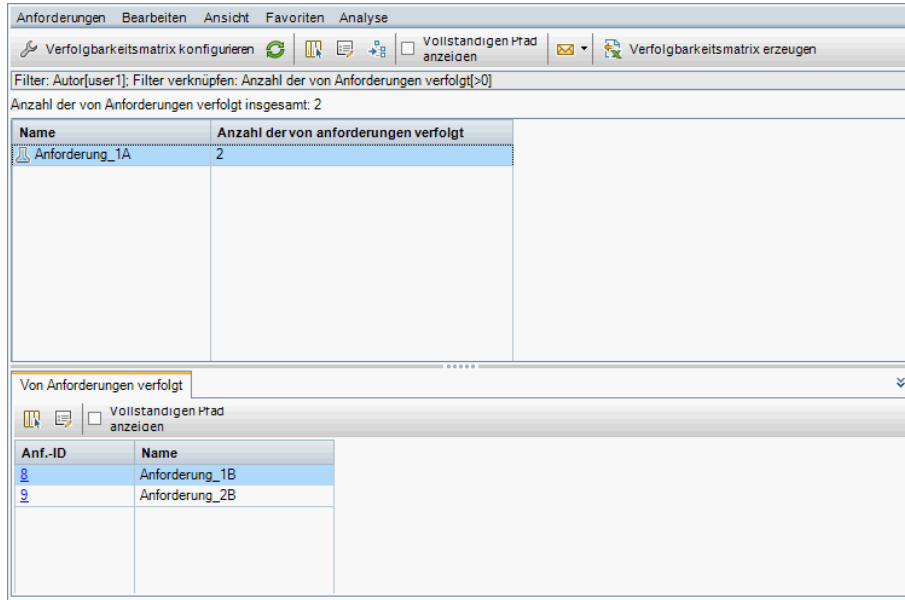 Anforderungen Bearbeiten Ansicht Favoriten Analyse
Verfolgbarkeitsmatrix konfigurieren Vollständigen Pfad anzeigen Verfolgbarkeitsmatrix erzeugen
Filter: Autor[user1]; Filter verknüpfen: Anzahl der von Anforderungen verfolgt[>0]
Anzahl der von Anforderungen verfolgt insgesamt: 2
Name Anzahl der von anforderungen verfolgt
Anforderung_1A 2
Von Anforderungen verfolgt
Vollständigen Pfad
anzeigen
Anf.-ID Name
8 Anforderung_1B
9 Anforderung_2B